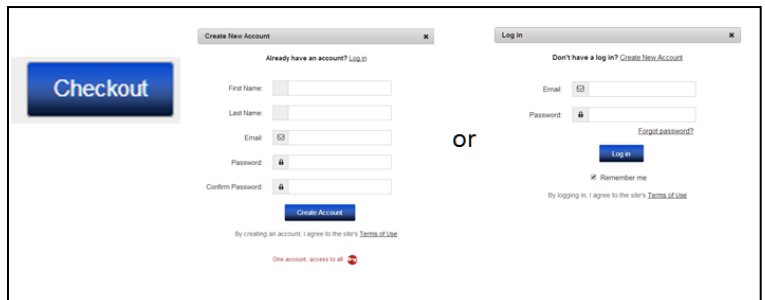 Checkout
Create New Account
Already have an account? Log in
First Name:
Last Name:
Email:
Password:
Confirm Password:
Create Account
By creating an account, I agree to the site's Terms of Use
One account, access to all
or
Log in
Don't have a log in? Create New Account
Email:
Password:
Forgot password?
Log in
Remember me
By logging in, I agree to the site's Terms of Use